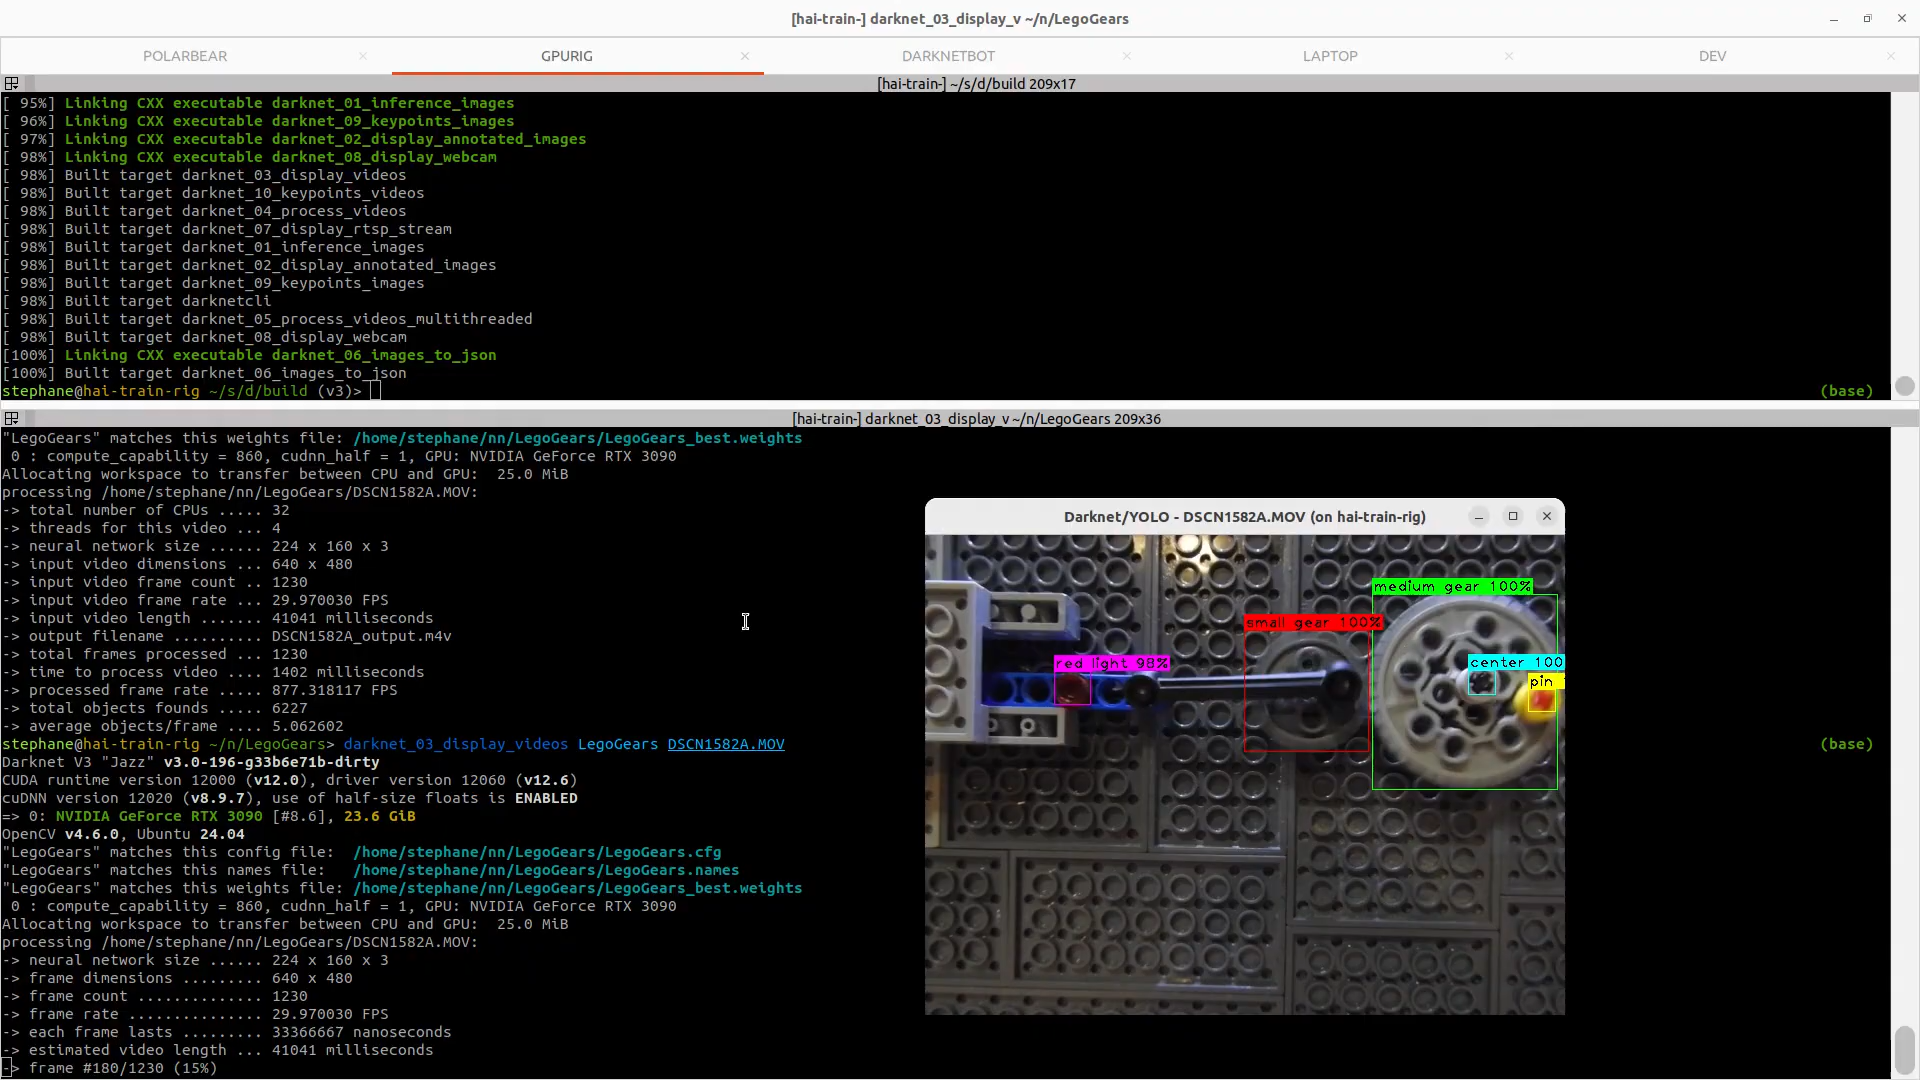 [hai-train-] darknet_03_display_v ~/n/LegoGears
POLARBEAR
GPURIG
DARKNETBOT
LAPTOP
DEV
[hai-train-] ~/s/d/build 209x17
[ 95%] Linking CXX executable darknet_01_inference_images
[ 96%] Linking CXX executable darknet_09_keypoints_images
[ 97%] Linking CXX executable darknet_02_display_annotated_images
[ 98%] Linking CXX executable darknet_08_display_webcam
[ 98%] Built target darknet_03_display_videos
[ 98%] Built target darknet_10_keypoints_videos
[ 98%] Built target darknet_04_process_videos
[ 98%] Built target darknet_07_display_rtsp_stream
[ 98%] Built target darknet_01_inference_images
[ 98%] Built target darknet_02_display_annotated_images
[ 98%] Built target darknet_09_keypoints_images
[ 98%] Built target darknetcli
[ 98%] Built target darknet_05_process_videos_multithreaded
[ 98%] Built target darknet_08_display_webcam
[100%] Linking CXX executable darknet_06_images_to_json
[100%] Built target darknet_06_images_to_json
stephane@hai-train-rig ~/s/d/build (v3)> (base)
[hai-train-] darknet_03_display_v ~/n/LegoGears 209x36
"LegoGears" matches this weights file: /home/stephane/nn/LegoGears/LegoGears_best.weights
0 : compute_capability = 860, cudnn_half = 1, GPU: NVIDIA GeForce RTX 3090
Allocating workspace to transfer between CPU and GPU:  25.0 MiB
processing /home/stephane/nn/LegoGears/DSCN1582A.MOV:
-> total number of CPUs ..... 32
-> threads for this video ... 4
-> neural network size ...... 224 x 160 x 3
-> input video dimensions ... 640 x 480
-> input video frame count .. 1230
-> input video frame rate ... 29.970030 FPS
-> input video length ....... 41041 milliseconds
-> output filename .......... DSCN1582A_output.m4v
-> total frames processed ... 1230
-> time to process video .... 1402 milliseconds
-> processed frame rate ..... 877.318117 FPS
-> total objects founds ..... 6227
-> average objects/frame .... 5.062602
stephane@hai-train-rig ~/n/LegoGears> darknet_03_display_videos LegoGears DSCN1582A.MOV (base)
Darknet V3 "Jazz" v3.0-196-g33b6e71b-dirty
CUDA runtime version 12000 (v12.0), driver version 12060 (v12.6)
cuDNN version 12020 (v8.9.7), use of half-size floats is ENABLED
=> 0: NVIDIA GeForce RTX 3090 [#8.6], 23.6 GiB
OpenCV v4.6.0, Ubuntu 24.04
"LegoGears" matches this config file:  /home/stephane/nn/LegoGears/LegoGears.cfg
"LegoGears" matches this names file:   /home/stephane/nn/LegoGears/LegoGears.names
"LegoGears" matches this weights file: /home/stephane/nn/LegoGears/LegoGears_best.weights
0 : compute_capability = 860, cudnn_half = 1, GPU: NVIDIA GeForce RTX 3090
Allocating workspace to transfer between CPU and GPU:  25.0 MiB
processing /home/stephane/nn/LegoGears/DSCN1582A.MOV:
-> neural network size ...... 224 x 160 x 3
-> frame dimensions ......... 640 x 480
-> frame count .............. 1230
-> frame rate ............... 29.970030 FPS
-> each frame lasts ......... 33366667 nanoseconds
-> estimated video length ... 41041 milliseconds
-> frame #180/1230 (15%)
Darknet/YOLO - DSCN1582A.MOV (on hai-train-rig)
medium gear 100%
small gear 100%
red light 98%
center 100
pin